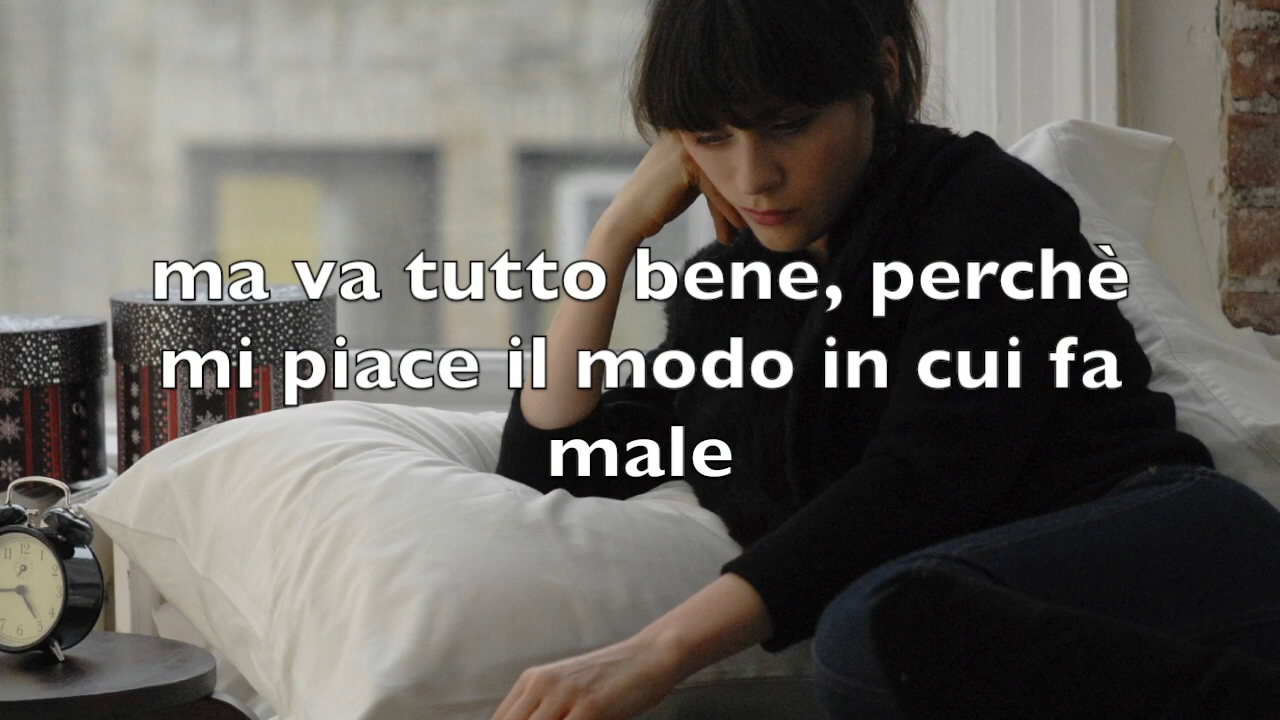 ma va tutto bene, perchè
mi piace il modo in cui fa
male